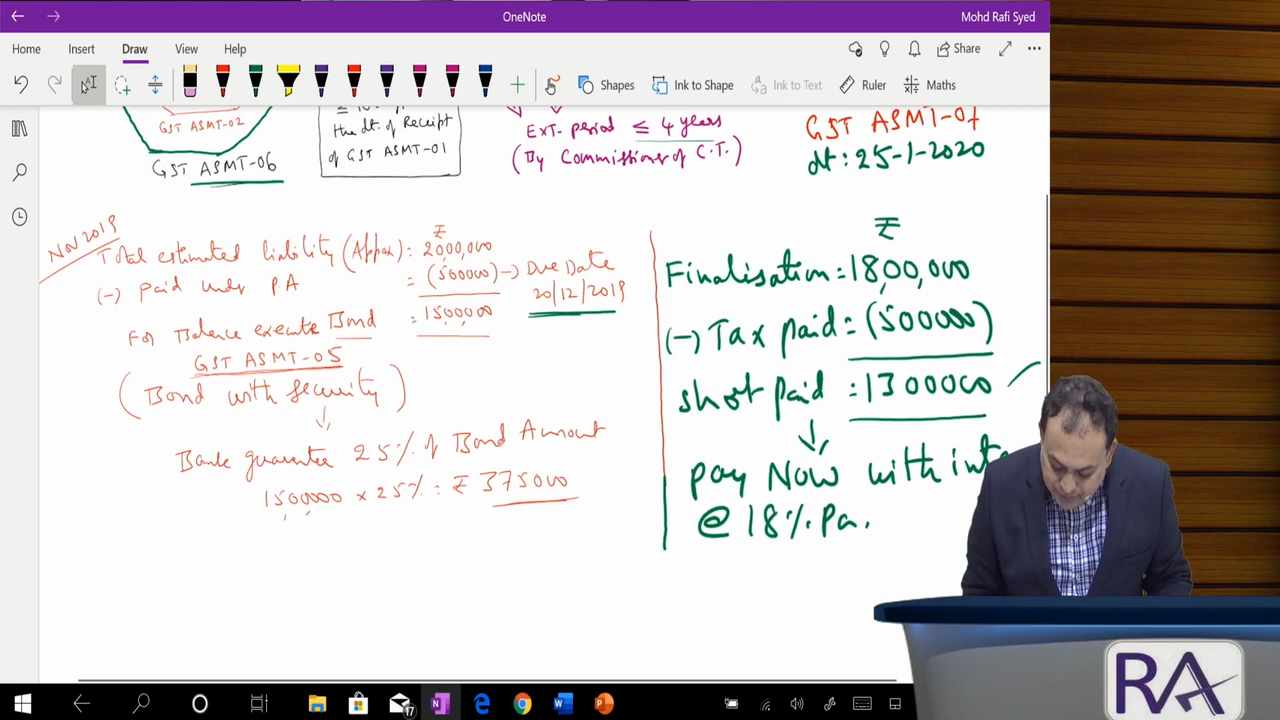 OneNote
Mohd Rafi Syed
Home Insert Draw View Help
Share
Shapes
Ink to Shape
Ink to Text
Ruler
Maths
GST ASMT-02
GST ASMT-06
the dt. of Receipt
of GST ASMT-01
Ext. period ≤ 4 years
(By Commissioner of C.T.)
GST ASMT-07
dt: 25-1-2020
Nov 2019
₹
Total estimated liability (Approx) = 2000,000
(-) paid under PA = (500000) → Due Date
20/12/2019
For Balance execute Bond = 1500000
GST ASMT-05
(Bond with security)
↓
Bank guarantee 25% of Bond Amount
1500000 x 25% = ₹ 375000
₹
Finalisation = 1800,000
(-) Tax paid = (500000)
short paid = 1300000
↓
pay Now with inte
@ 18% Pa.
17
RA